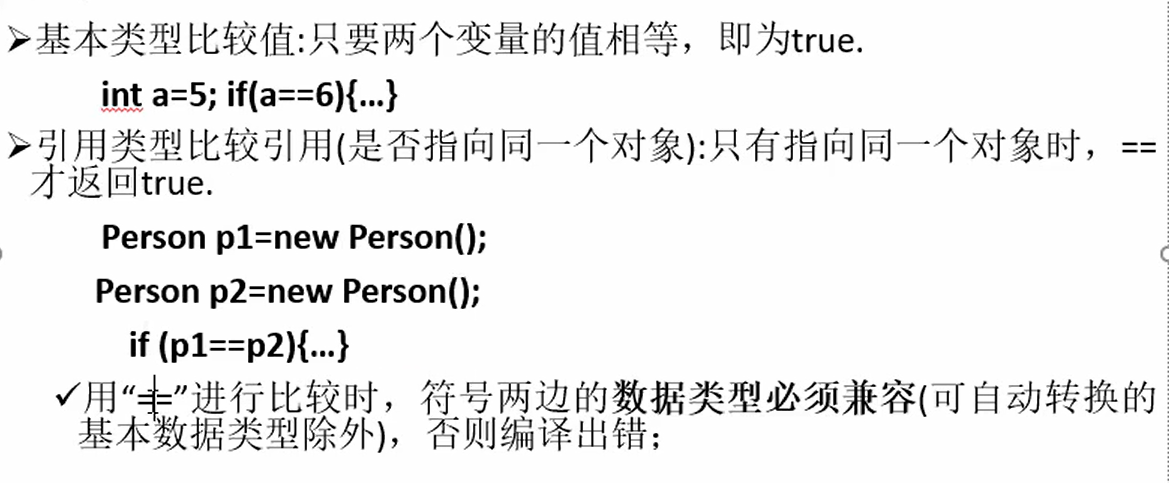 ➢基本类型比较值:只要两个变量的值相等，即为true.
int a=5; if(a==6){…}
➢引用类型比较引用(是否指向同一个对象):只有指向同一个对象时，==
才返回true.
Person p1=new Person();
Person p2=new Person();
if (p1==p2){…}
✓用“==”进行比较时，符号两边的数据类型必须兼容(可自动转换的
基本数据类型除外)，否则编译出错；